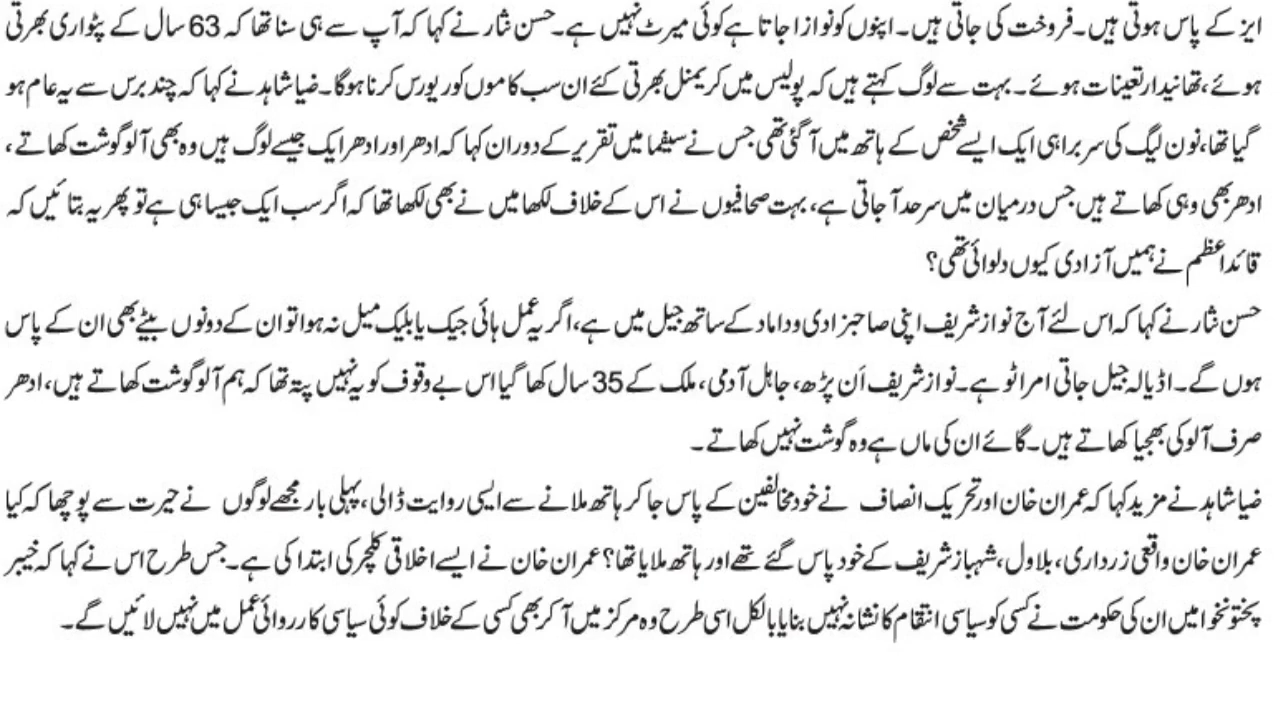 ایز کے پاس ہوتی ہیں۔ فروخت کی جاتی ہیں۔ اپنوں کو نوازا جاتا ہے کوئی میرٹ نہیں ہے۔ حسن نثار نے کہا کہ آپ سے ہی سنا تھا کہ 63 سال کے پٹواری بھرتی
ہوئے، تھانیدار تعینات ہوئے۔ بہت سے لوگ کہتے ہیں کہ پولیس میں کریمنل بھرتی کئے ان سب کاموں کو ریورس کرنا ہوگا۔ ضیا شاہد نے کہا کہ چند برس سے یہ عام ہو
گیا تھا، نون لیگ کی سربراہی ایک ایسے شخص کے ہاتھ میں آ گئی تھی جس نے سیفما میں تقریر کے دوران کہا کہ ادھر اور ادھر ایک جیسے لوگ ہیں وہ بھی آلو گوشت کھاتے،
ادھر بھی وہی کھاتے ہیں جس درمیان میں سرحد آ جاتی ہے، بہت صحافیوں نے اس کے خلاف لکھا میں نے بھی لکھا تھا کہ اگر سب ایک جیسا ہی ہے تو پھر یہ بتائیں کہ
قائداعظم نے ہمیں آزادی کیوں دلوائی تھی؟
حسن نثار نے کہا کہ اس لئے آج نواز شریف اپنی صاحبزادی و داماد کے ساتھ جیل میں ہے، اگر یہ عمل ہائی جیک یا بلیک میل نہ ہوا تو ان کے دونوں بیٹے بھی ان کے پاس
ہوں گے۔ اڈیالہ جیل جاتی امرا ٹو ہے۔ نواز شریف اَن پڑھ، جاہل آدمی، ملک کے 35 سال کھا گیا اس بے وقوف کو یہ نہیں پتہ تھا کہ ہم آلو گوشت کھاتے ہیں، ادھر
صرف آلو کی بھجیا کھاتے ہیں۔ گائے ان کی ماں ہے وہ گوشت نہیں کھاتے۔
ضیا شاہد نے مزید کہا کہ عمران خان اور تحریک انصاف نے خود مخالفین کے پاس جا کر ہاتھ ملانے سے ایسی روایت ڈالی، پہلی بار مجھے لوگوں نے حیرت سے پوچھا کہ کیا
عمران خان واقعی زرداری، بلاول، شہباز شریف کے خود پاس گئے تھے اور ہاتھ ملایا تھا؟ عمران خان نے ایسے اخلاقی کلچر کی ابتدا کی ہے۔ جس طرح اس نے کہا کہ خیبر
پختونخوا میں ان کی حکومت نے کسی کو سیاسی انتقام کا نشانہ نہیں بنایا بالکل اسی طرح وہ مرکز میں آ کر بھی کسی کے خلاف کوئی سیاسی کارروائی عمل میں نہیں لائیں گے۔